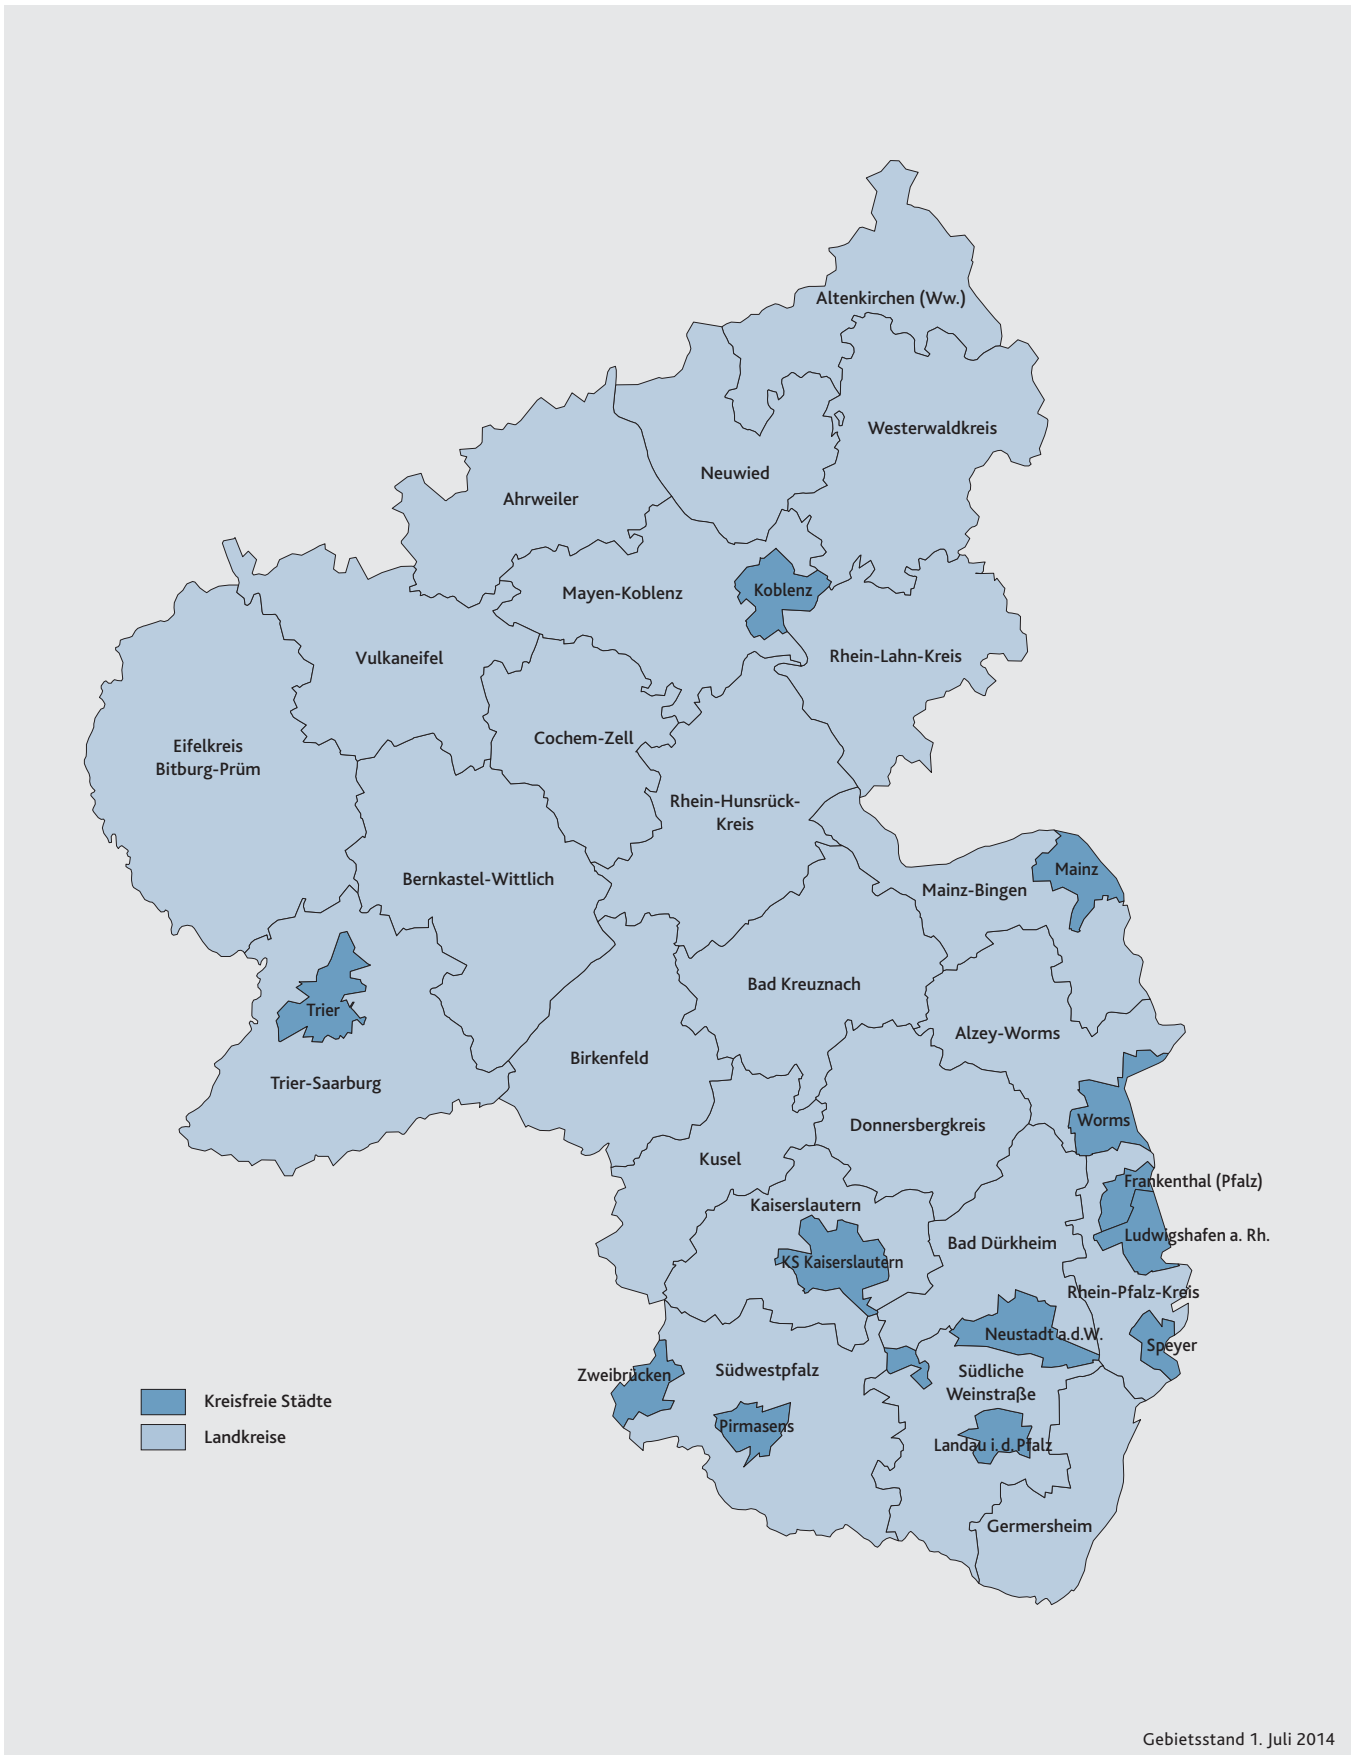 Altenkirchen (Ww.)
Westerwaldkreis
Neuwied
Ahrweiler
Mayen-Koblenz
Koblenz
Vulkaneifel
Rhein-Lahn-Kreis
Cochem-Zell
Eifelkreis
Bitburg-Prüm
Rhein-Hunsrück-
Kreis
Mainz
Bernkastel-Wittlich
Mainz-Bingen
Bad Kreuznach
Trier
Alzey-Worms
Birkenfeld
Trier-Saarburg
Worms
Donnersbergkreis
Kusel
Frankenthal (Pfalz)
Kaiserslautern
Ludwigshafen a. Rh.
Bad Dürkheim
KS Kaiserslautern
Rhein-Pfalz-Kreis
Neustadt a.d.W.
Speyer
Südwestpfalz
Zweibrücken
Südliche
Weinstraße
Kreisfreie Städte
Pirmasens
Landkreise
Landau i. d. Pfalz
Germersheim
Gebietsstand 1. Juli 2014